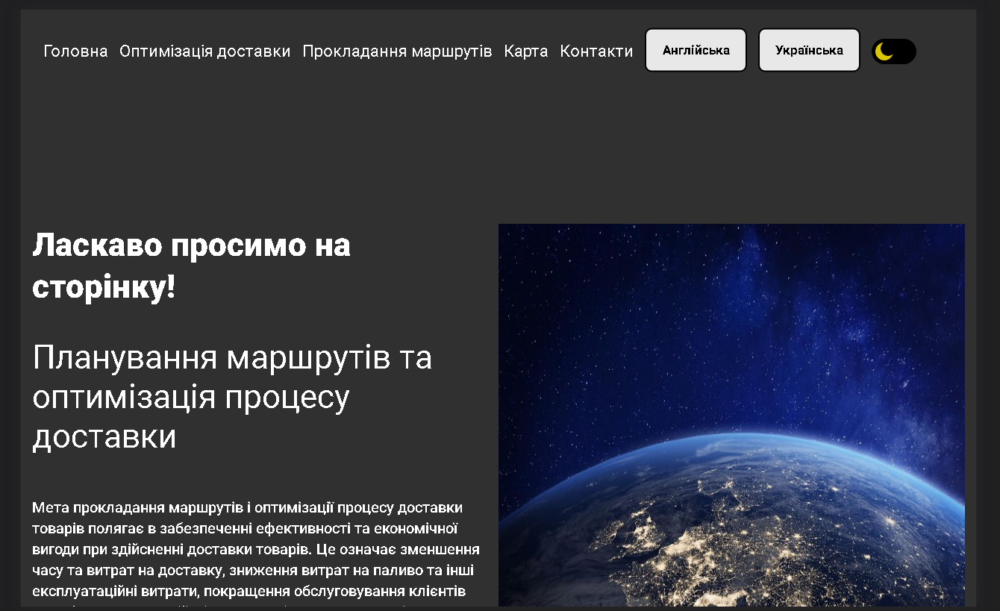 Головна Оптимізація доставки Прокладання маршрутів Карта Контакти Англійська Українська
Ласкаво просимо на
сторінку!
Планування маршрутів та
оптимізація процесу
доставки
Мета прокладання маршрутів і оптимізації процесу доставки
товарів полягає в забезпеченні ефективності та економічної
вигоди при здійсненні доставки товарів. Це означає зменшення
часу та витрат на доставку, зниження витрат на паливо та інші
експлуатаційні витрати, покращення обслуговування клієнтів